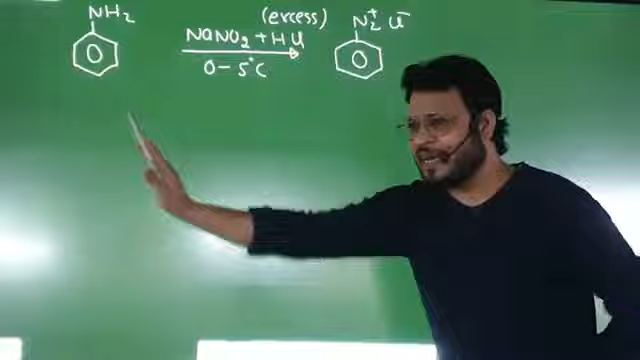 NH2
(excess)
NaNO2 + HCl
0-5°C
N2+ Cl-